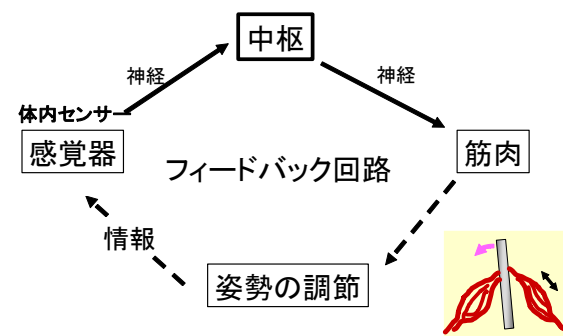 中枢
神経
神経
体内センサー
感覚器
フィードバック回路
筋肉
情報
姿勢の調節